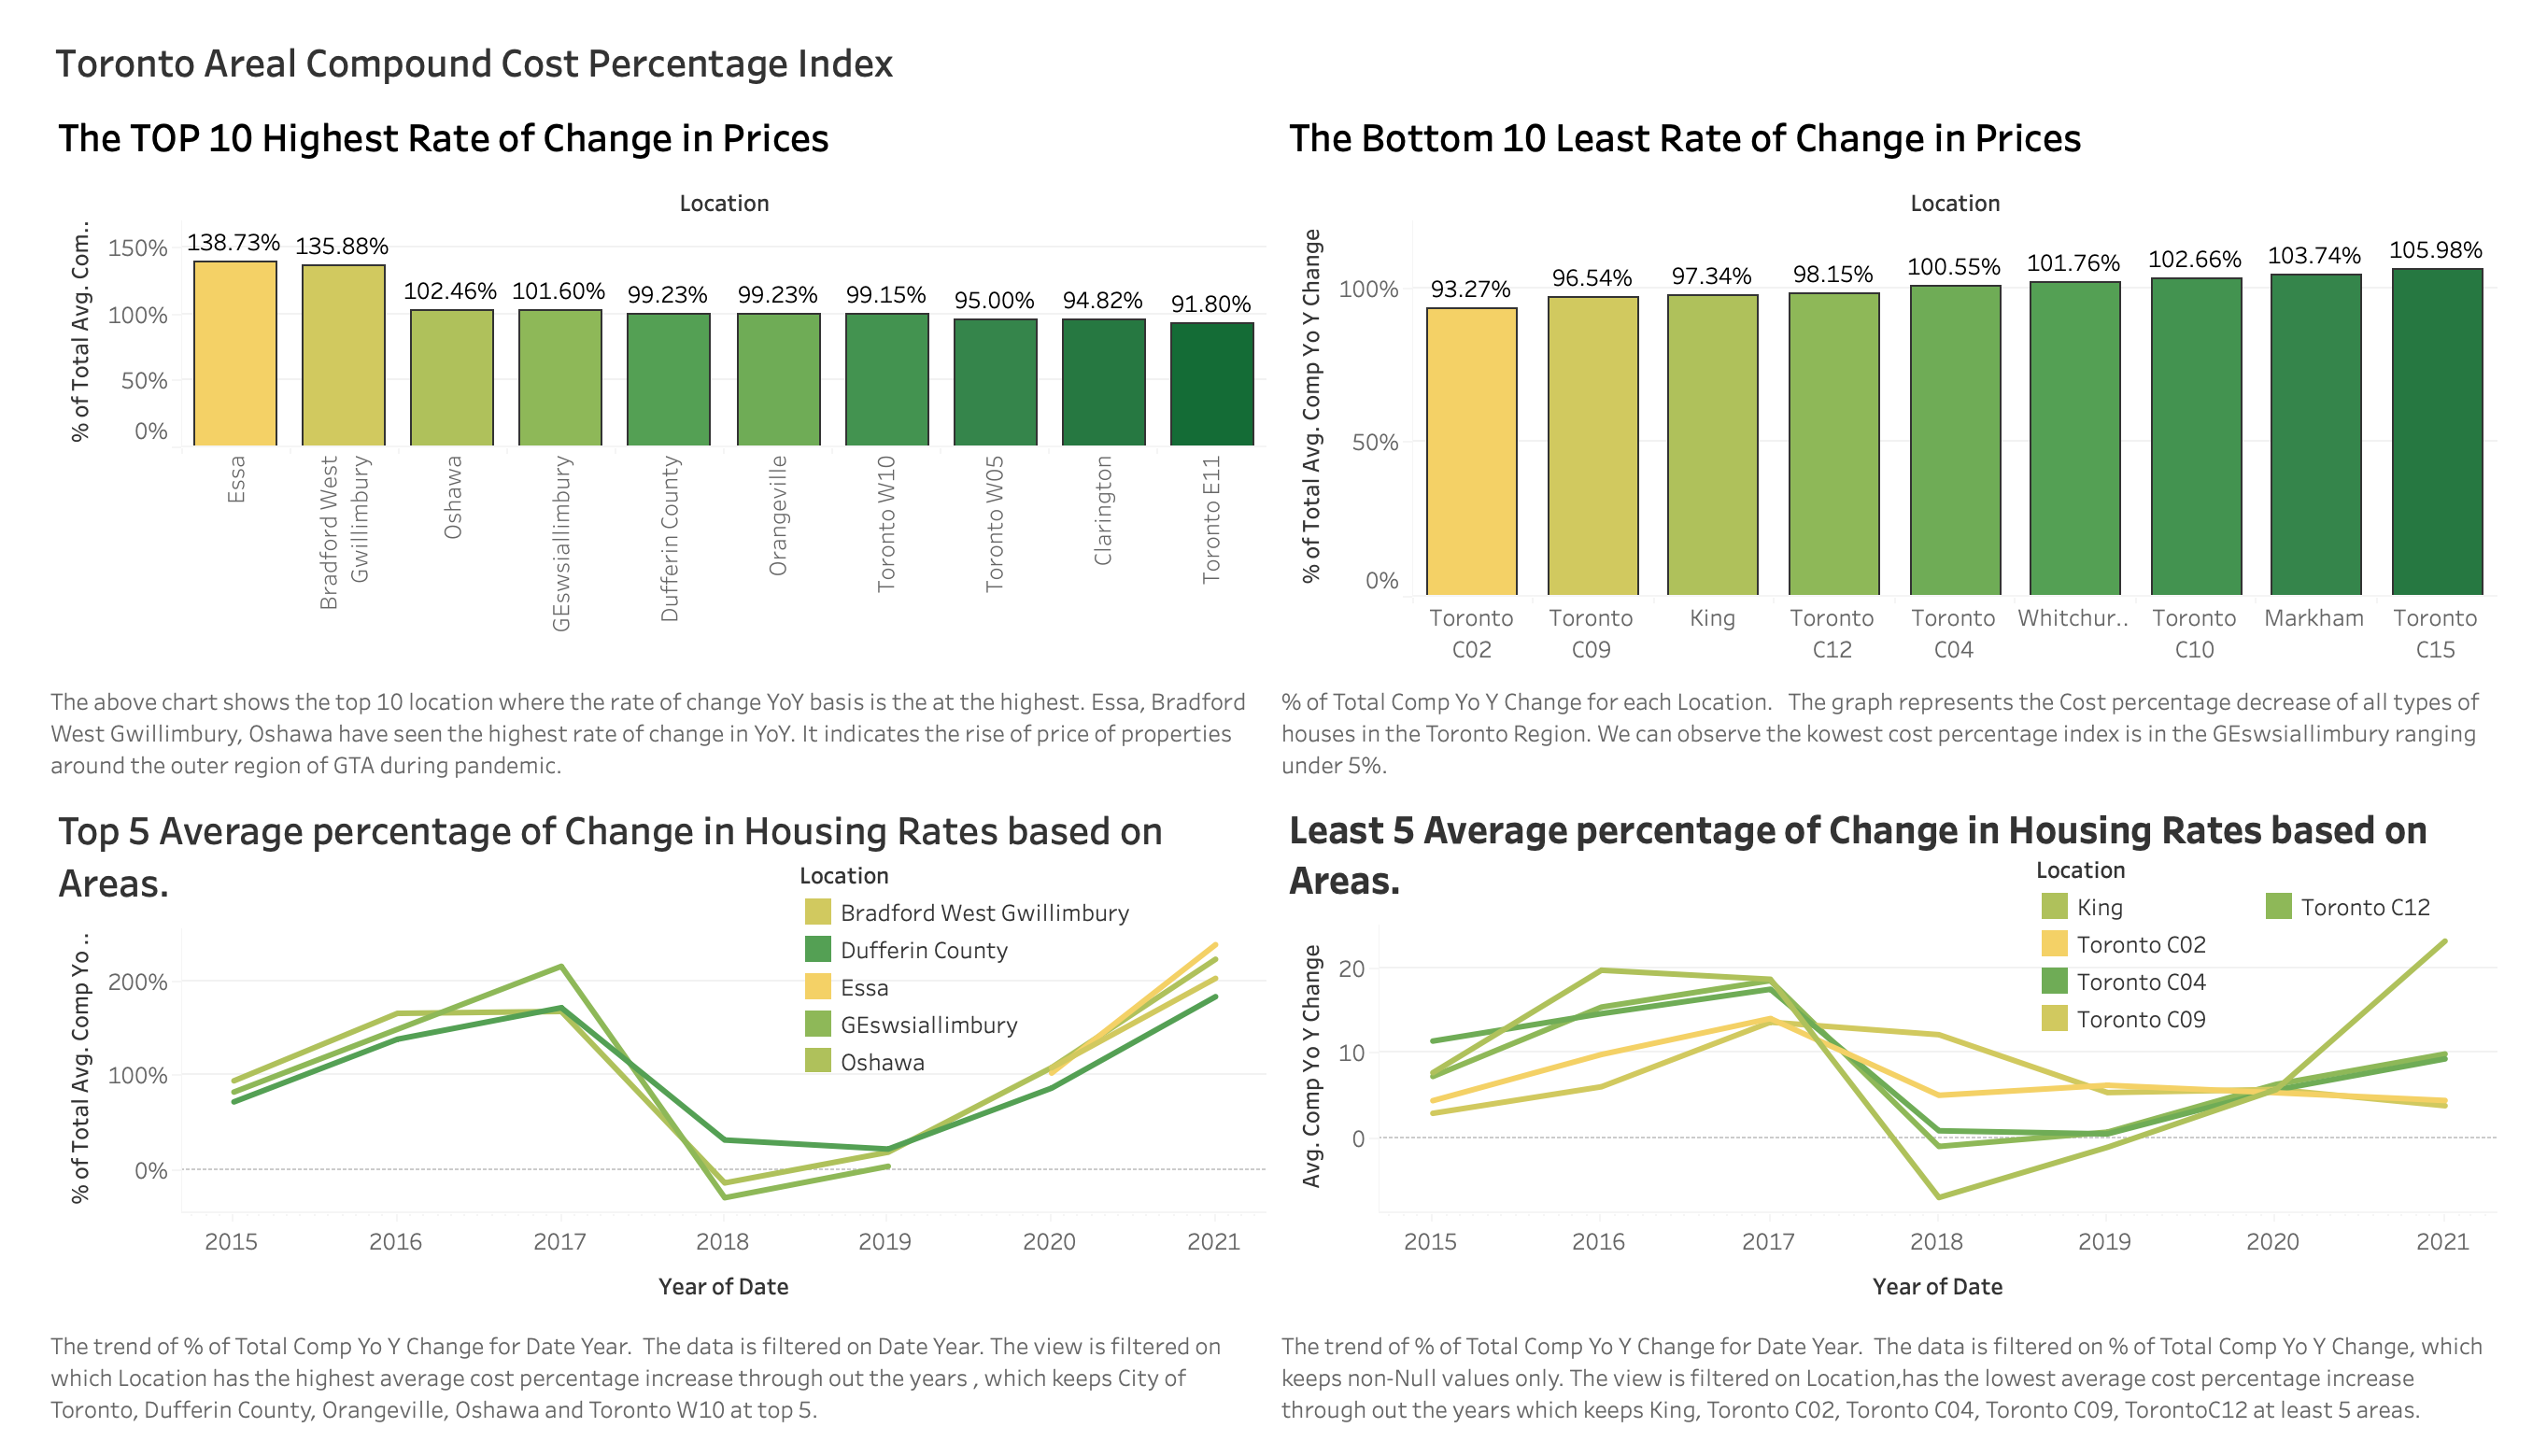 Toronto Areal Compound Cost Percentage Index
The TOP 10 Highest Rate of Change in Prices
Location
% of Total Avg. Com..
150%
100%
50%
0%
138.73%
135.88%
102.46%
101.60%
99.23%
99.23%
99.15%
95.00%
94.82%
91.80%
Essa
Bradford West
Gwillimbury
Oshawa
GEswsiallimbury
Dufferin County
Orangeville
Toronto W10
Toronto W05
Clarington
Toronto E11
The above chart shows the top 10 location where the rate of change YoY basis is the at the highest. Essa, Bradford
West Gwillimbury, Oshawa have seen the highest rate of change in YoY. It indicates the rise of price of properties
around the outer region of GTA during pandemic.
The Bottom 10 Least Rate of Change in Prices
Location
% of Total Avg. Comp Yo Y Change
100%
50%
0%
93.27%
96.54%
97.34%
98.15%
100.55%
101.76%
102.66%
103.74%
105.98%
Toronto
C02
Toronto
C09
King
Toronto
C12
Toronto
C04
Whitchur..
Toronto
C10
Markham
Toronto
C15
% of Total Comp Yo Y Change for each Location.   The graph represents the Cost percentage decrease of all types of
houses in the Toronto Region. We can observe the kowest cost percentage index is in the GEswsiallimbury ranging
under 5%.
Top 5 Average percentage of Change in Housing Rates based on
Areas.
Location
Bradford West Gwillimbury
Dufferin County
Essa
GEswsiallimbury
Oshawa
% of Total Avg. Comp Yo ..
200%
100%
0%
2015
2016
2017
2018
2019
2020
2021
Year of Date
The trend of % of Total Comp Yo Y Change for Date Year.  The data is filtered on Date Year. The view is filtered on
which Location has the highest average cost percentage increase through out the years , which keeps City of
Toronto, Dufferin County, Orangeville, Oshawa and Toronto W10 at top 5.
Least 5 Average percentage of Change in Housing Rates based on
Areas.
Location
King
Toronto C02
Toronto C04
Toronto C09
Toronto C12
Avg. Comp Yo Y Change
20
10
0
2015
2016
2017
2018
2019
2020
2021
Year of Date
The trend of % of Total Comp Yo Y Change for Date Year.  The data is filtered on % of Total Comp Yo Y Change, which
keeps non-Null values only. The view is filtered on Location,has the lowest average cost percentage increase
through out the years which keeps King, Toronto C02, Toronto C04, Toronto C09, TorontoC12 at least 5 areas.